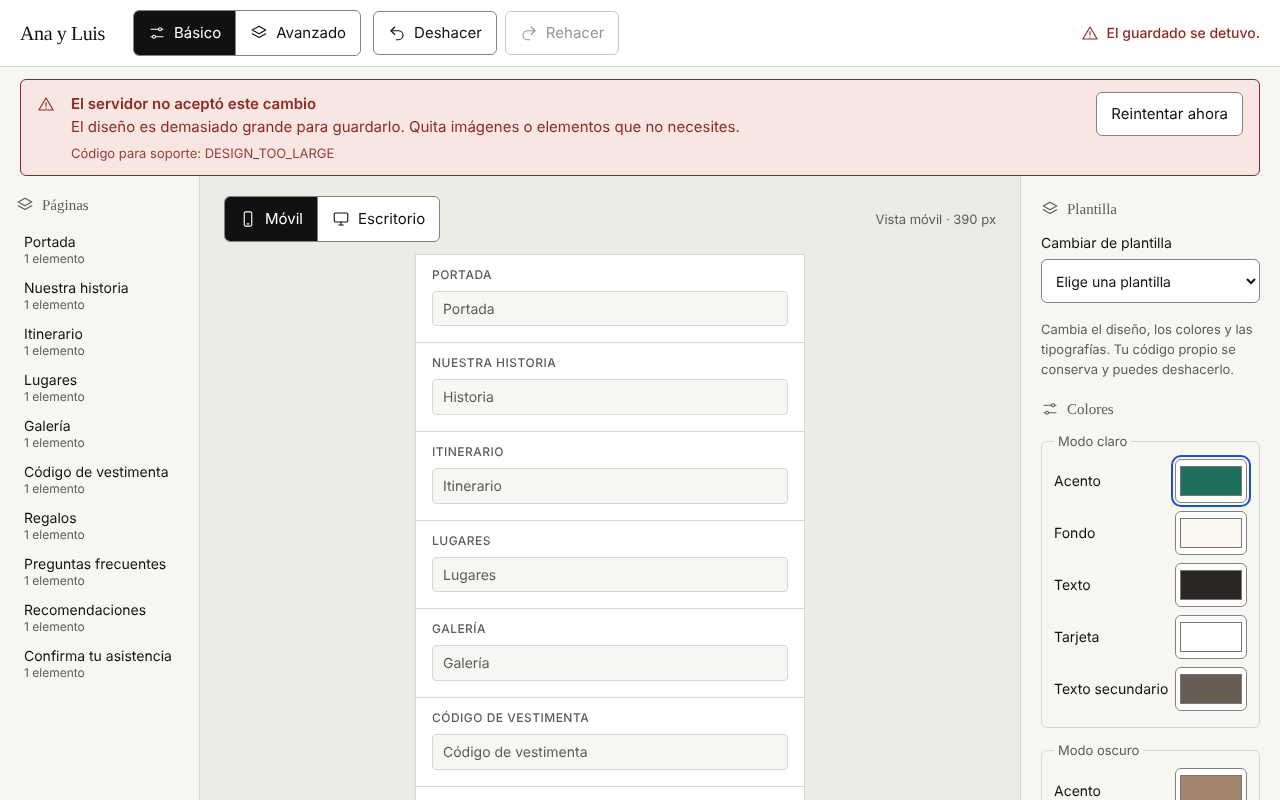 Ana y Luis
Básico
Avanzado
Deshacer
Rehacer
El guardado se detuvo.
El servidor no aceptó este cambio
El diseño es demasiado grande para guardarlo. Quita imágenes o elementos que no necesites.
Código para soporte: DESIGN_TOO_LARGE
Reintentar ahora
Páginas
Portada
1 elemento
Nuestra historia
1 elemento
Itinerario
1 elemento
Lugares
1 elemento
Galería
1 elemento
Código de vestimenta
1 elemento
Regalos
1 elemento
Preguntas frecuentes
1 elemento
Recomendaciones
1 elemento
Confirma tu asistencia
1 elemento
Móvil
Escritorio
Vista móvil · 390 px
PORTADA
Portada
NUESTRA HISTORIA
Historia
ITINERARIO
Itinerario
LUGARES
Lugares
GALERÍA
Galería
CÓDIGO DE VESTIMENTA
Código de vestimenta
Plantilla
Cambiar de plantilla
Elige una plantilla
Cambia el diseño, los colores y las
tipografías. Tu código propio se
conserva y puedes deshacerlo.
Colores
Modo claro
Acento
Fondo
Texto
Tarjeta
Texto secundario
Modo oscuro
Acento